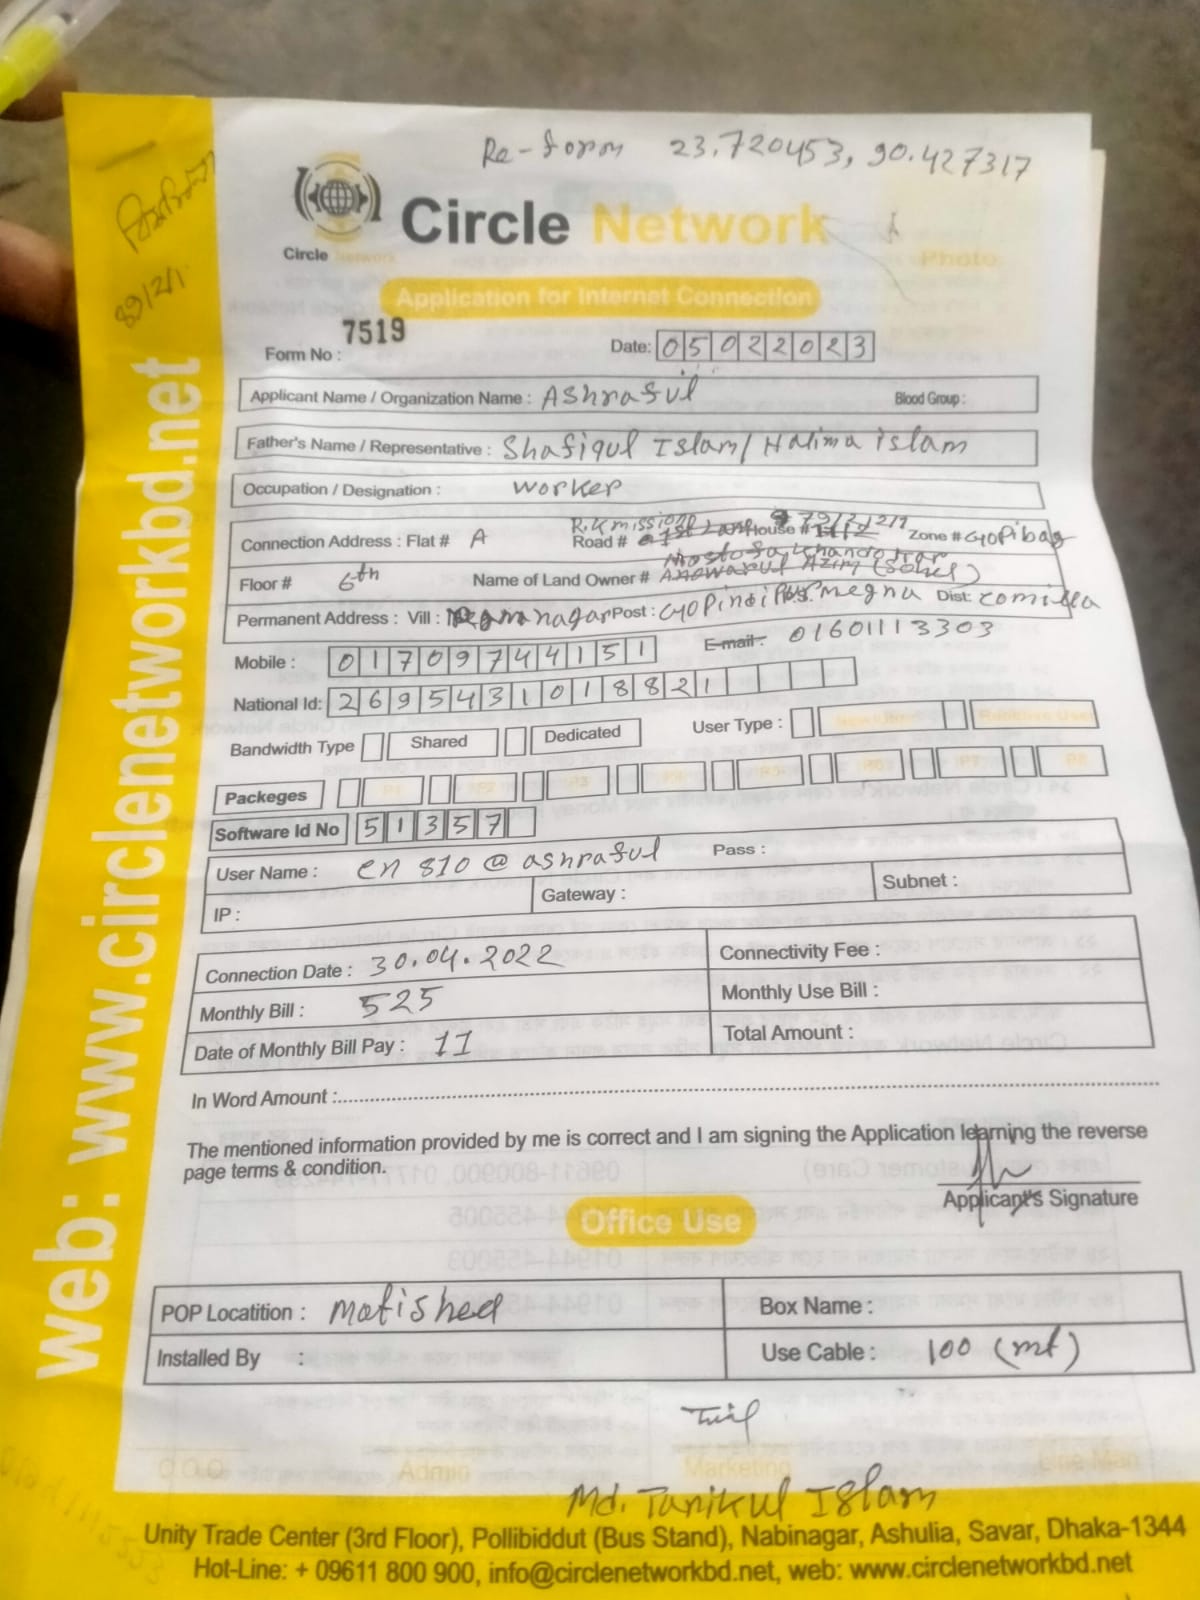 Re-form 23.720453, 90.427317
Circle Network
Circle Network
Photo
Application for Internet Connection
Form No : 7519
Date: 05022023
Applicant Name / Organization Name : Ashraful Blood Group :
Father's Name / Representative : Shafiqul Islam / Halima islam
Occupation / Designation : worker
Connection Address : Flat # A Road # R.K mission House # Zone # Gopibag
Floor # 6th Name of Land Owner # Anowarul Azim (Sohel)
Permanent Address : Vill : Post : Gopindi P.S: megna Dist: comilla
Mobile : 01709744151 E-mail : 01601113303
National Id: 2695431018821
Bandwidth Type Shared Dedicated User Type :
Packeges
Software Id No 51357
User Name : en 810 @ ashraful Pass :
IP : Gateway : Subnet :
Connection Date : 30.04.2022 Connectivity Fee :
Monthly Bill : 525 Monthly Use Bill :
Date of Monthly Bill Pay : 11 Total Amount :
In Word Amount :
The mentioned information provided by me is correct and I am signing the Application learning the reverse
page terms & condition.
Applicant's Signature
Office Use
POP Locatition : Motisheel Box Name :
Installed By : Use Cable : 100 (mt)
Admin Marketing
Md. Tarikul Islam
Unity Trade Center (3rd Floor), Pollibiddut (Bus Stand), Nabinagar, Ashulia, Savar, Dhaka-1344
Hot-Line: + 09611 800 900, info@circlenetworkbd.net, web: www.circlenetworkbd.net
web: www.circlenetworkbd.net